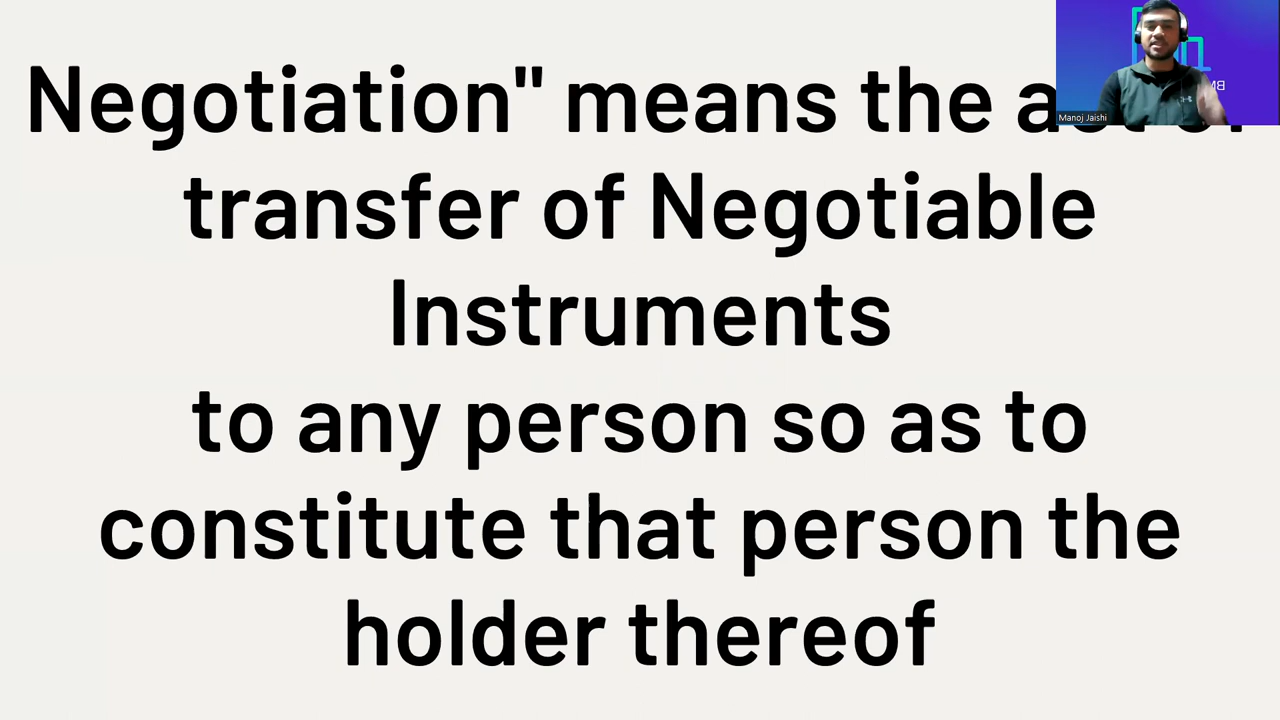 Negotiation" means the
transfer of Negotiable
Instruments
to any person so as to
constitute that person the
holder thereof
Manoj Jaishi